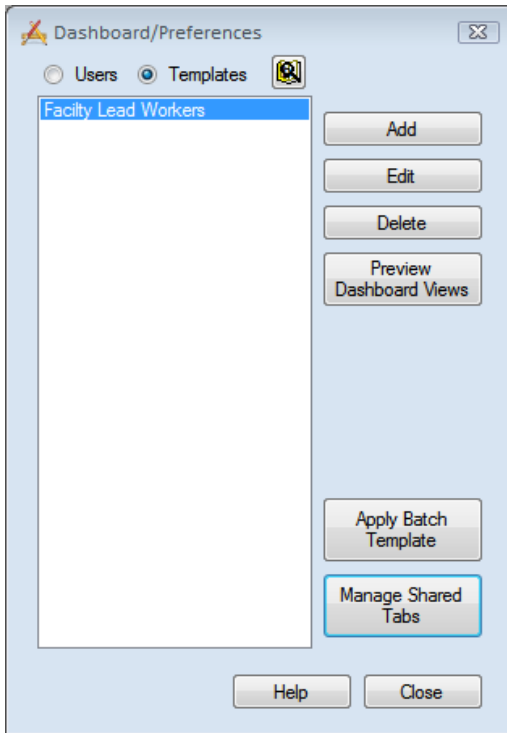 Dashboard/Preferences
Users Templates
Facilty Lead Workers
Add
Edit
Delete
Preview
Dashboard Views
Apply Batch
Template
Manage Shared
Tabs
Help Close